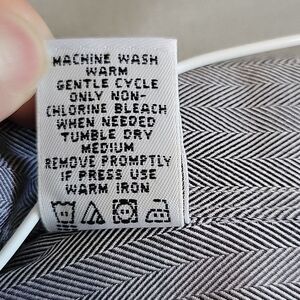 MACHINE WASH
WARM
GENTLE CYCLE
ONLY NON-
CHLORINE BLEACH
WHEN NEEDED
TUMBLE DRY
MEDIUM
REMOVE PROMPTLY
IF PRESS USE
WARM IRON